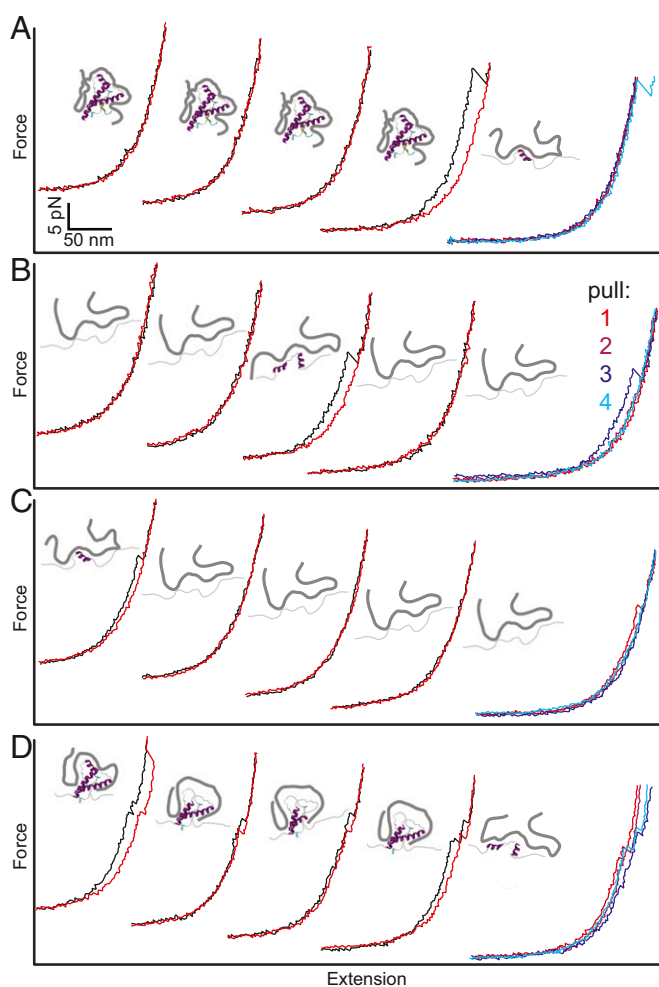 A
Force
5 pN
50 nm
B
Force
pull:
1
2
3
4
C
Force
D
Force
Extension